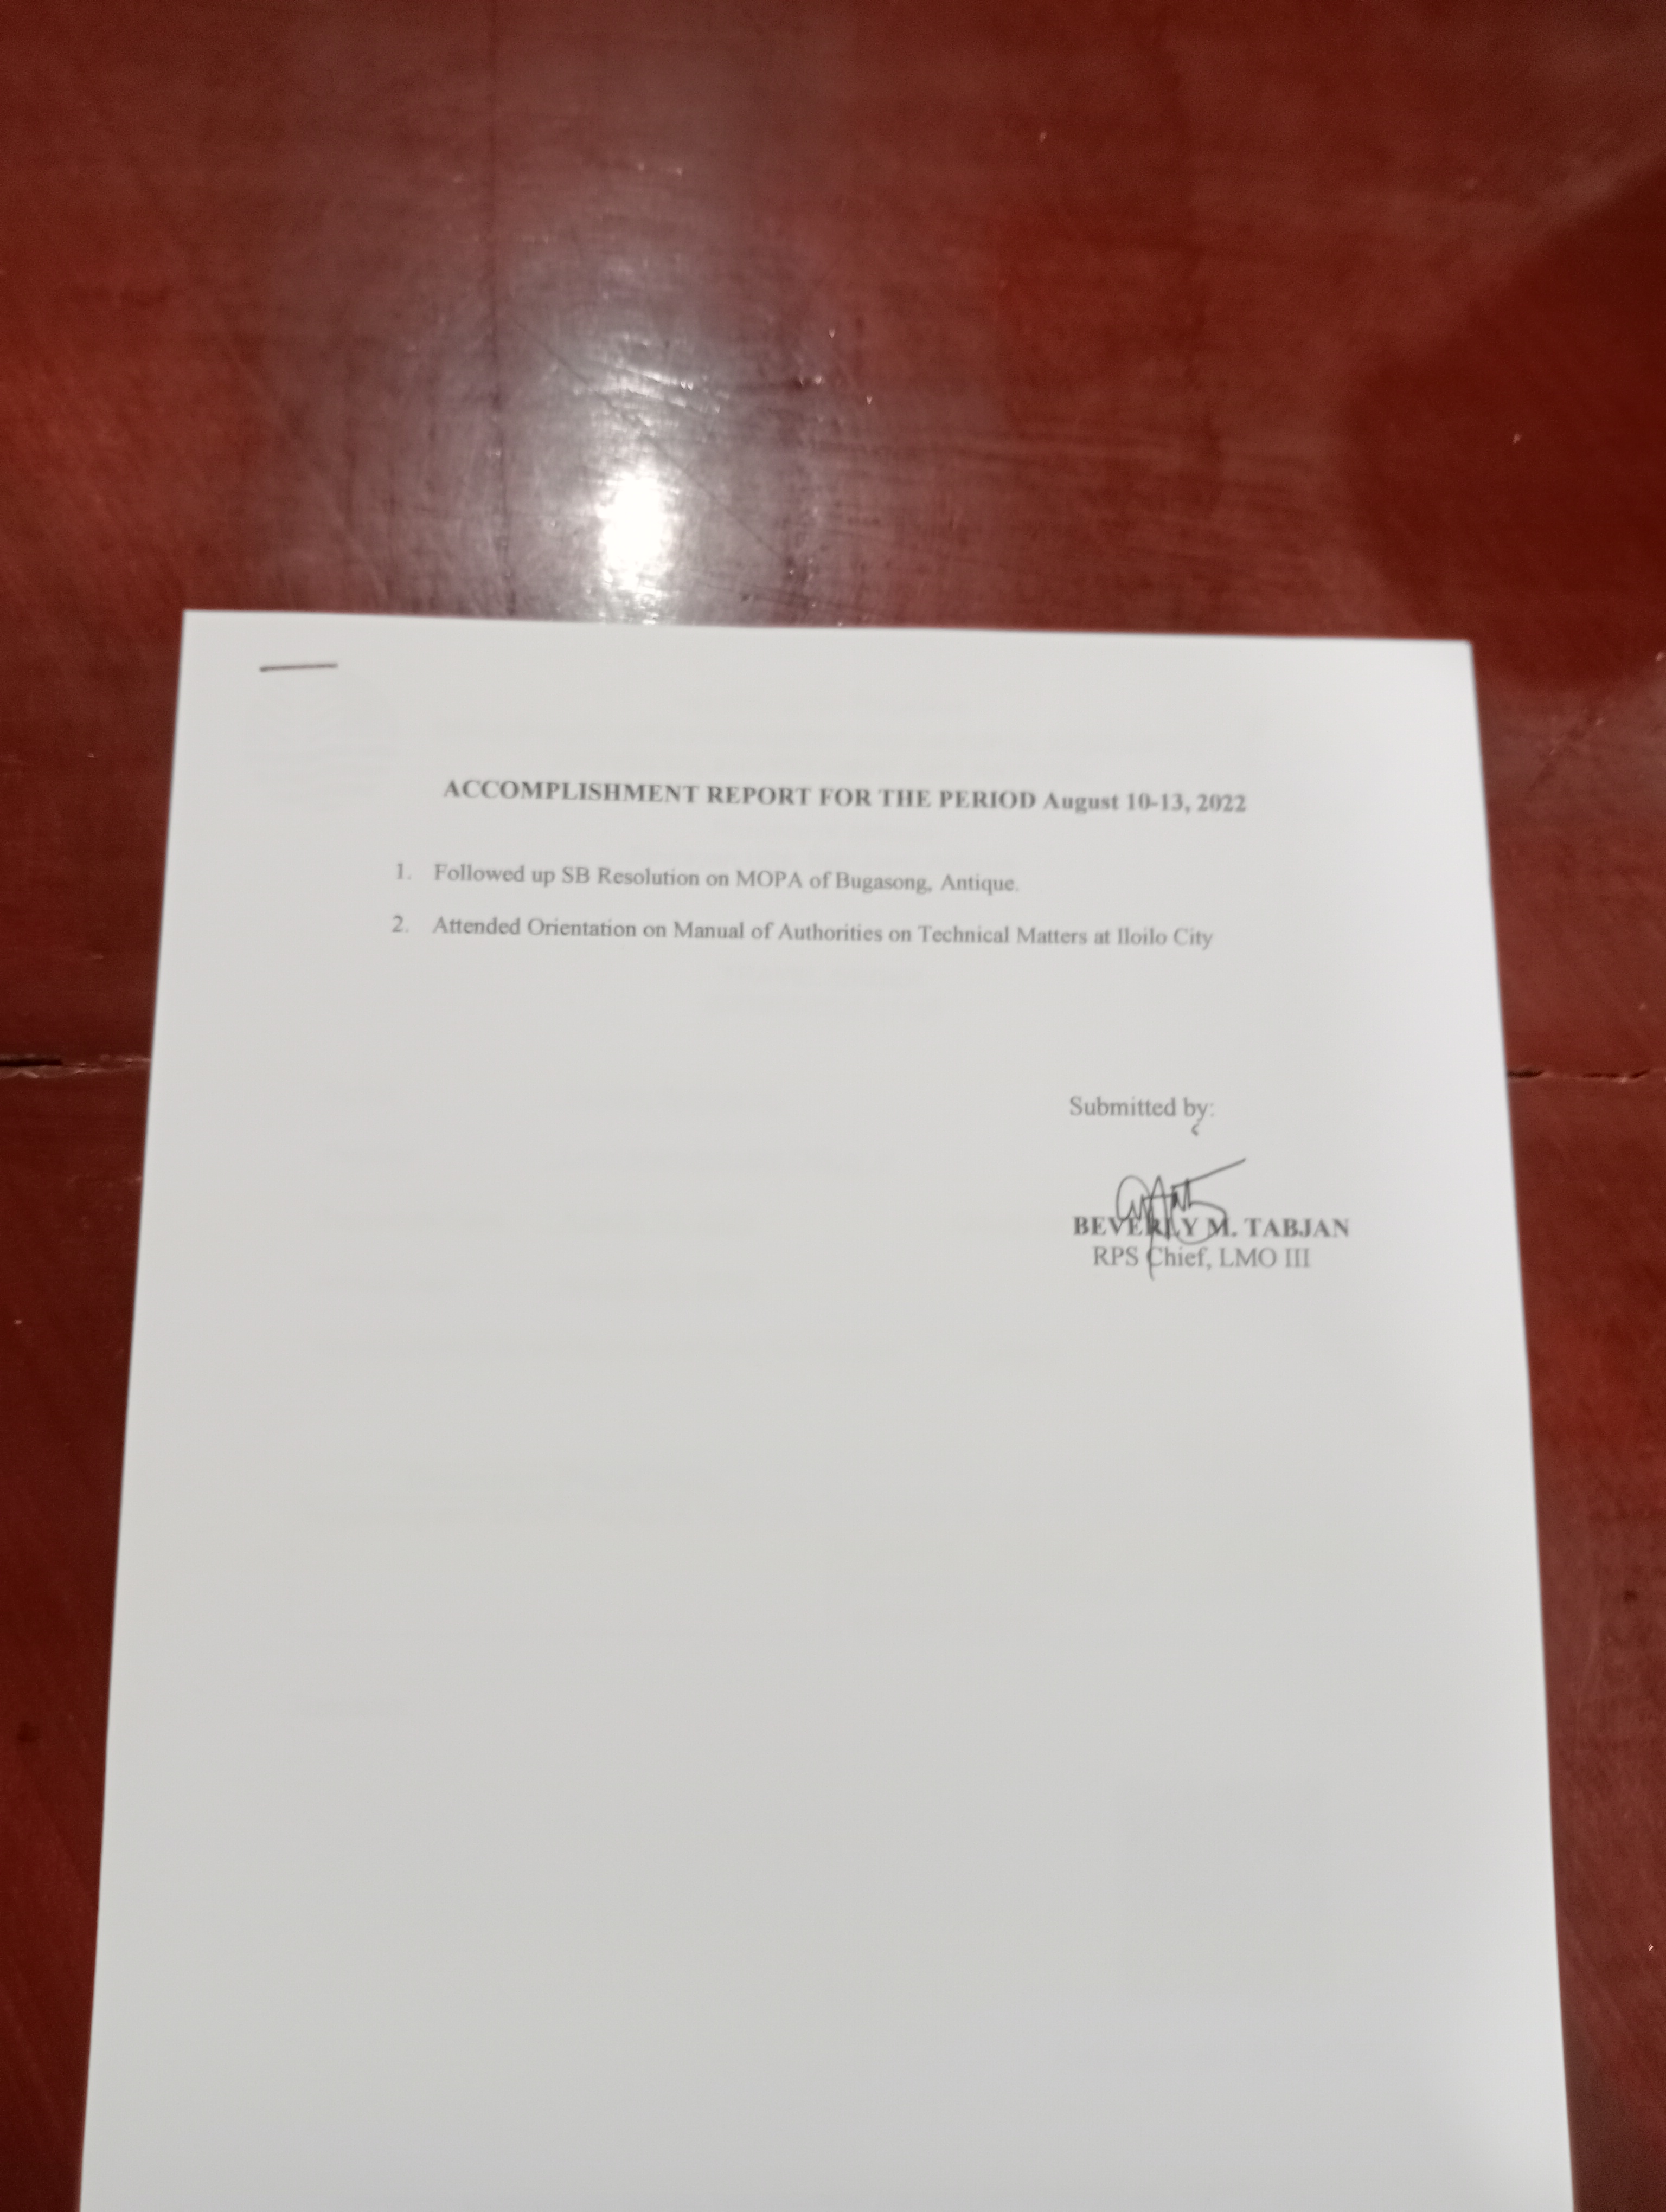 ACCOMPLISHMENT REPORT FOR THE PERIOD August 10-13, 2022
1. Followed up SB Resolution on MOPA of Bugasong, Antique.
2. Attended Orientation on Manual of Authorities on Technical Matters at Iloilo City
Submitted by:
BEVERLY M. TABJAN
RPS Chief, LMO III